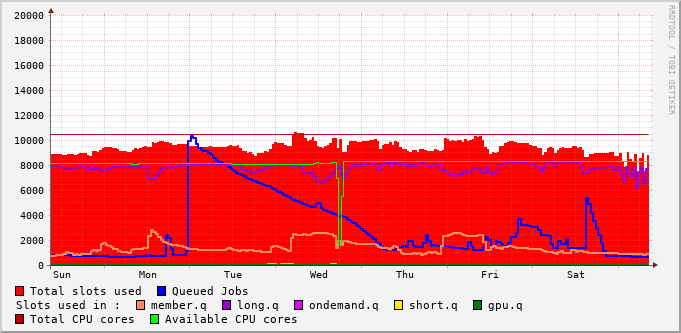 RRDTOOL / TOBI OETIKER
20000
18000
16000
14000
12000
10000
8000
6000
4000
2000
0
Sun Mon Tue Wed Thu Fri Sat
Total slots used Queued Jobs
Slots used in : member.q long.q ondemand.q short.q gpu.q
Total CPU cores Available CPU cores